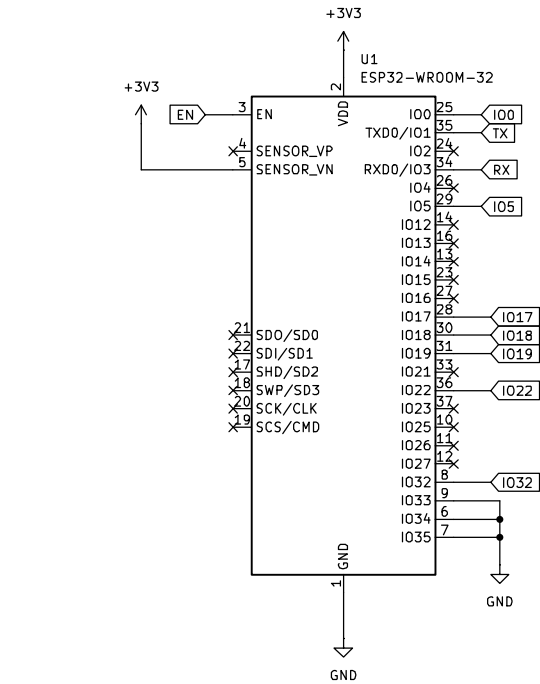 +3V3
U1
ESP32-WROOM-32
+3V3
2
VDD
EN 3 EN
IO0 25 IO0
TXD0/IO1 35 TX
4 SENSOR_VP
IO2 24
5 SENSOR_VN
RXD0/IO3 34 RX
IO4 26
IO5 29 IO5
IO12 14
IO13 16
IO14 13
IO15 23
IO16 27
IO17 28 IO17
21 SDO/SD0
IO18 30 IO18
22 SDI/SD1
IO19 31 IO19
17 SHD/SD2
IO21 33
18 SWP/SD3
IO22 36 IO22
20 SCK/CLK
IO23 37
19 SCS/CMD
IO25 10
IO26 11
IO27 12
IO32 8 IO32
IO33 9
IO34 6
IO35 7
GND
1
GND
GND